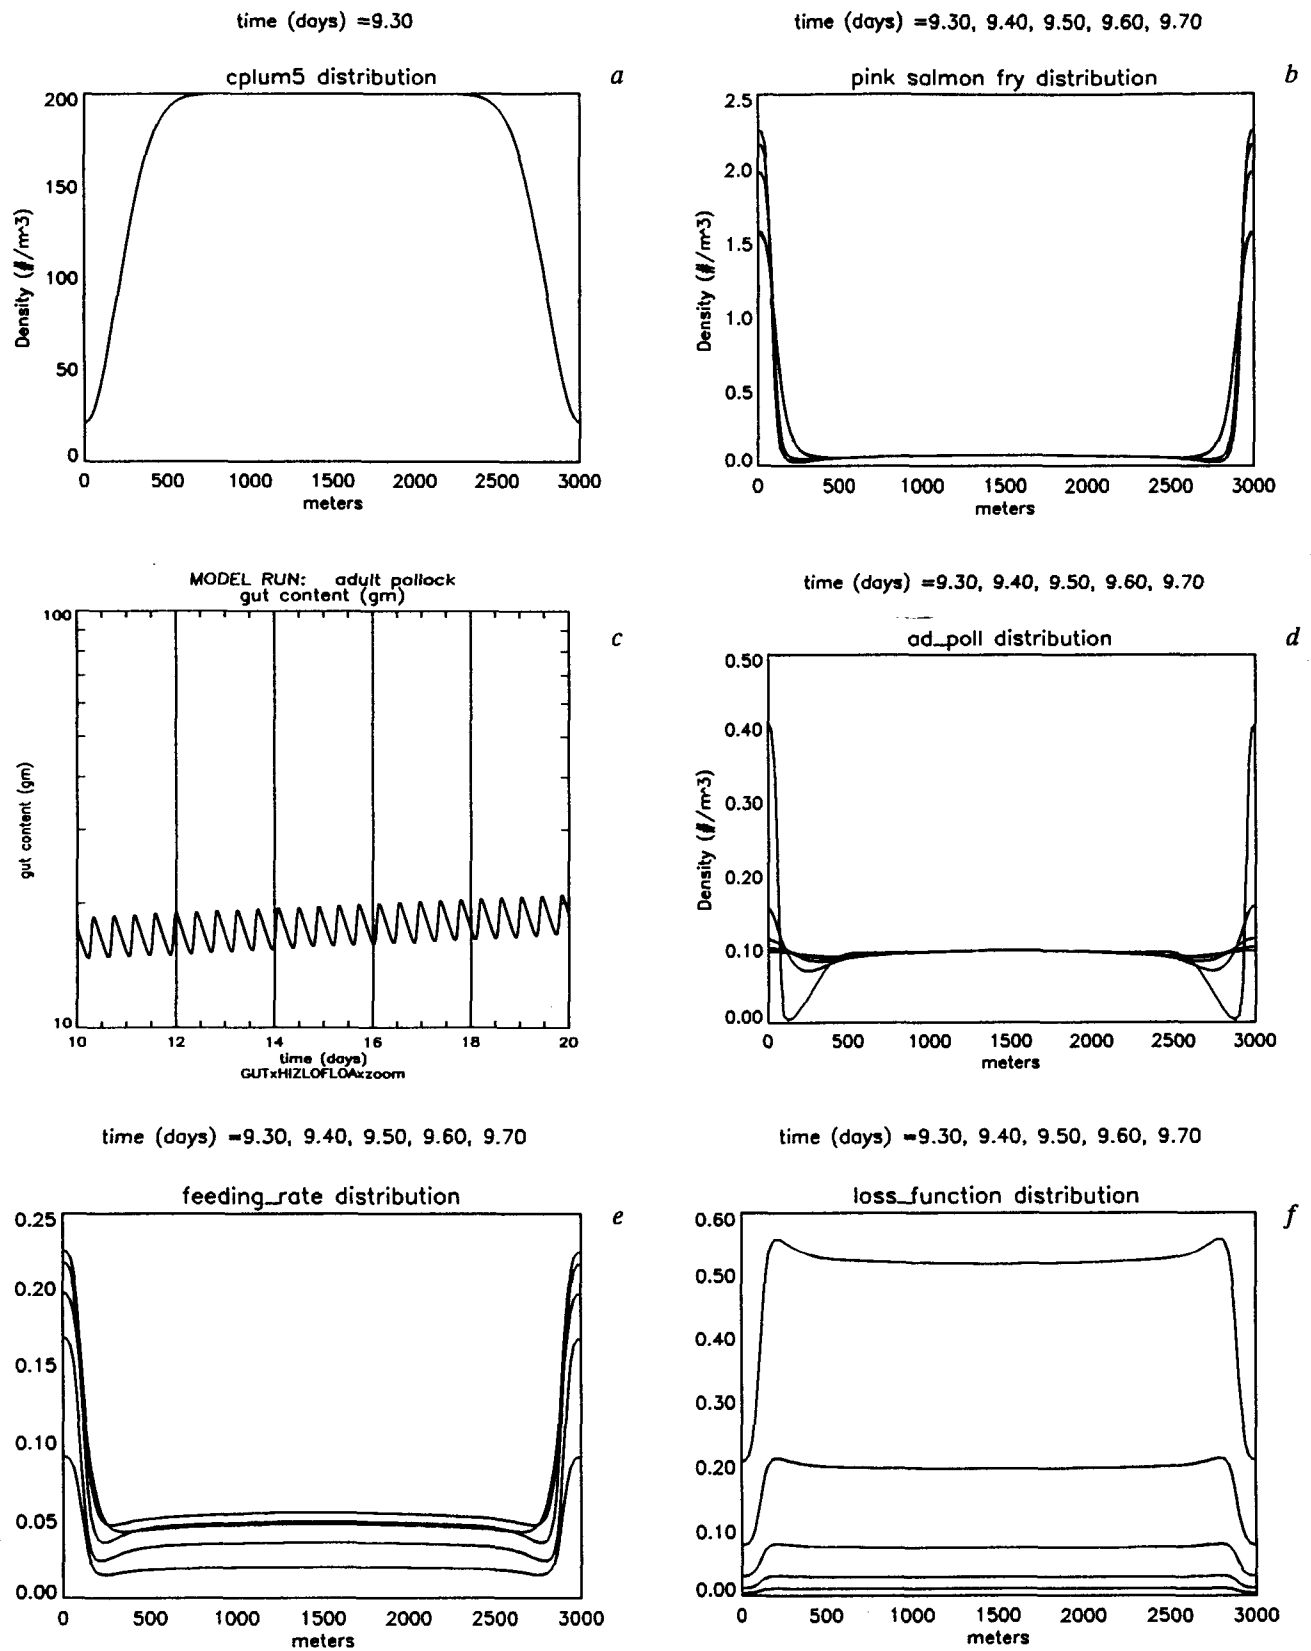 time (days) =9.30
cplum5 distribution
a
200
150
100
50
0
Density (#/m^3)
0 500 1000 1500 2000 2500 3000
meters
time (days) =9.30, 9.40, 9.50, 9.60, 9.70
pink salmon fry distribution
b
2.5
2.0
1.5
1.0
0.5
0.0
Density (#/m^3)
0 500 1000 1500 2000 2500 3000
meters
MODEL RUN: adult pollock
gut content (gm)
c
100
10
gut content (gm)
10 12 14 16 18 20
time (days)
GUTxHIZLOFLOAxzoom
time (days) =9.30, 9.40, 9.50, 9.60, 9.70
ad_poll distribution
d
0.50
0.40
0.30
0.20
0.10
0.00
Density (#/m^3)
0 500 1000 1500 2000 2500 3000
meters
time (days) =9.30, 9.40, 9.50, 9.60, 9.70
feeding_rate distribution
e
0.25
0.20
0.15
0.10
0.05
0.00
0 500 1000 1500 2000 2500 3000
meters
time (days) =9.30, 9.40, 9.50, 9.60, 9.70
loss_function distribution
f
0.60
0.50
0.40
0.30
0.20
0.10
0.00
0 500 1000 1500 2000 2500 3000
meters